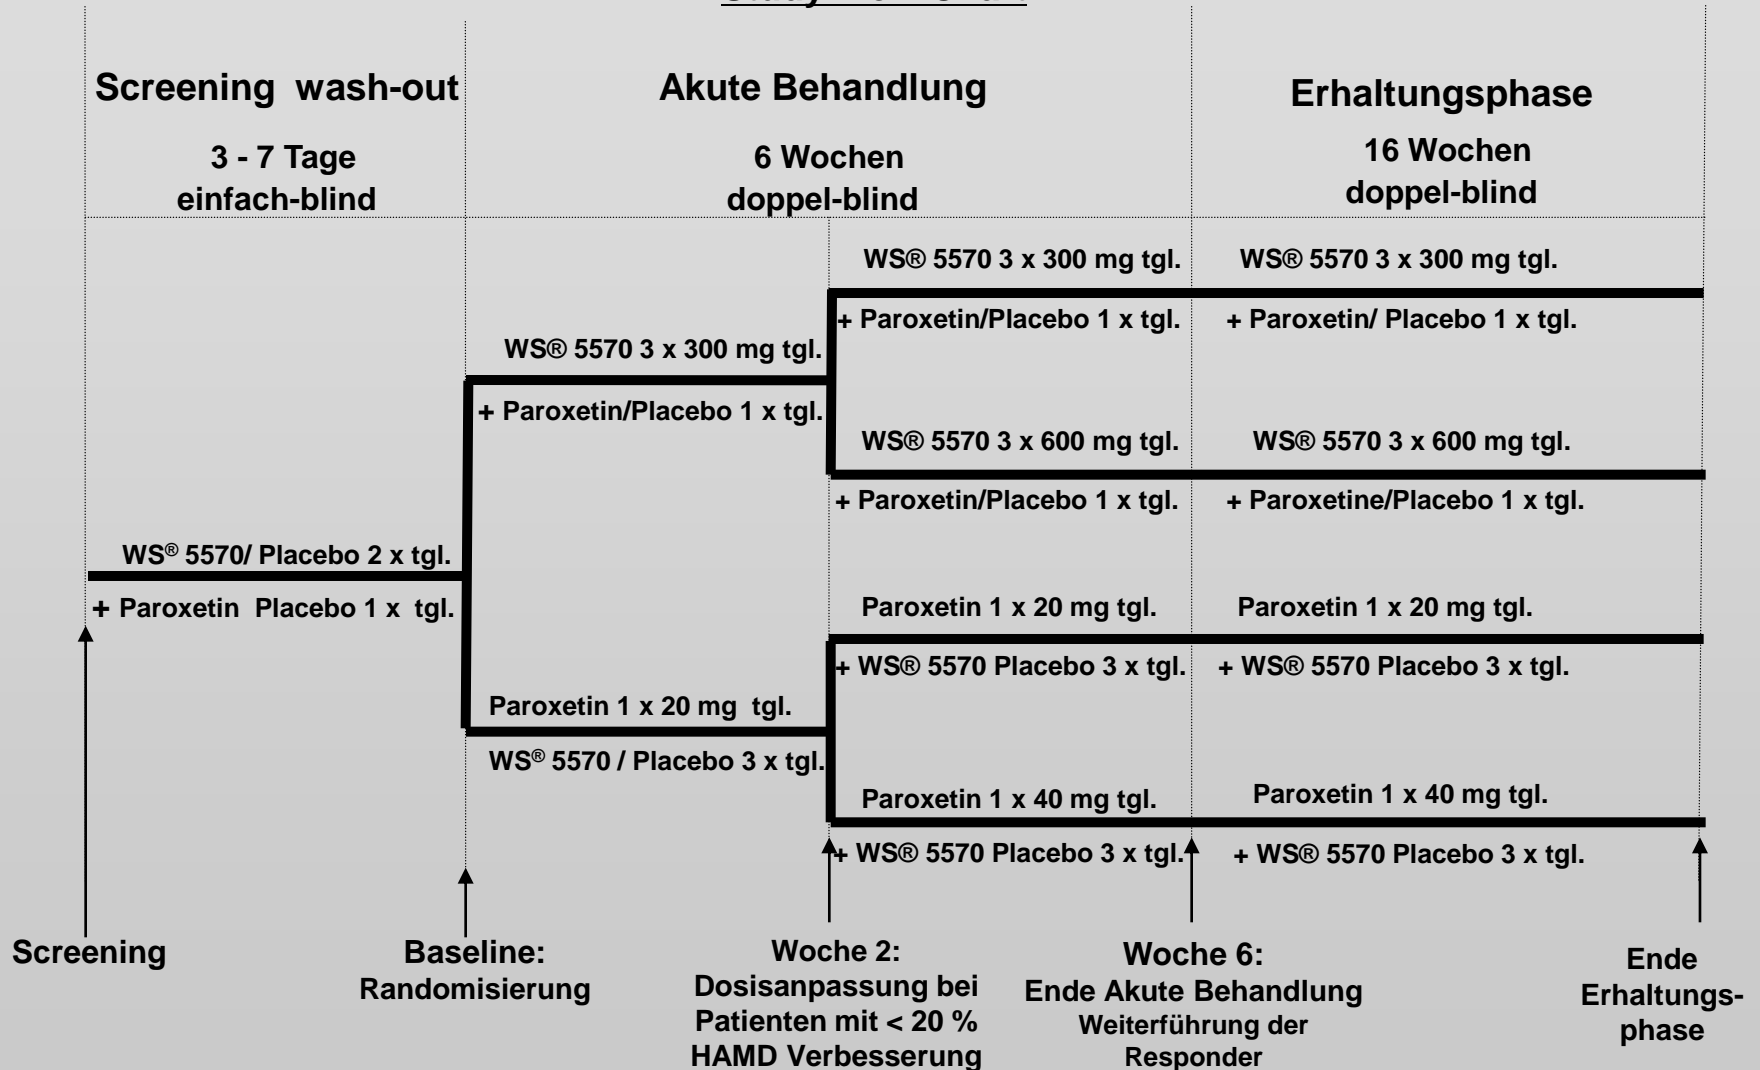 Screening wash-out
3 - 7 Tage
einfach-blind
Akute Behandlung
6 Wochen
doppel-blind
Erhaltungsphase
16 Wochen
doppel-blind
WS® 5570/ Placebo 2 x tgl.
+ Paroxetin Placebo 1 x tgl.
WS® 5570 3 x 300 mg tgl.
+ Paroxetin/Placebo 1 x tgl.
Paroxetin 1 x 20 mg tgl.
WS® 5570 / Placebo 3 x tgl.
WS® 5570 3 x 300 mg tgl.
+ Paroxetin/Placebo 1 x tgl.
WS® 5570 3 x 600 mg tgl.
+ Paroxetin/Placebo 1 x tgl.
Paroxetin 1 x 20 mg tgl.
+ WS® 5570 Placebo 3 x tgl.
Paroxetin 1 x 40 mg tgl.
+ WS® 5570 Placebo 3 x tgl.
WS® 5570 3 x 300 mg tgl.
+ Paroxetin/ Placebo 1 x tgl.
WS® 5570 3 x 600 mg tgl.
+ Paroxetine/Placebo 1 x tgl.
Paroxetin 1 x 20 mg tgl.
+ WS® 5570 Placebo 3 x tgl.
Paroxetin 1 x 40 mg tgl.
+ WS® 5570 Placebo 3 x tgl.
Screening
Baseline:
Randomisierung
Woche 2:
Dosisanpassung bei
Patienten mit < 20 %
HAMD Verbesserung
Woche 6:
Ende Akute Behandlung
Weiterführung der
Responder
Ende
Erhaltungs-
phase